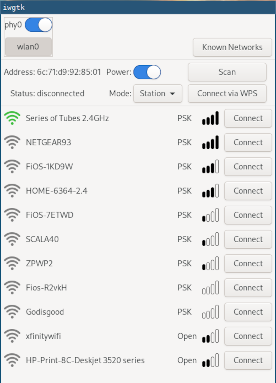 iwgtk
phy0
wlan0
Known Networks
Address: 6c:71:d9:92:85:01 Power: Scan
Status: disconnected Mode: Station Connect via WPS
Series of Tubes 2.4GHz PSK Connect
NETGEAR93 PSK Connect
FiOS-1KD9W PSK Connect
HOME-6364-2.4 PSK Connect
FiOS-7ETWD PSK Connect
SCALA40 PSK Connect
ZPWP2 PSK Connect
Fios-R2vkH PSK Connect
Godisgood PSK Connect
xfinitywifi Open Connect
HP-Print-8C-Deskjet 3520 series Open Connect